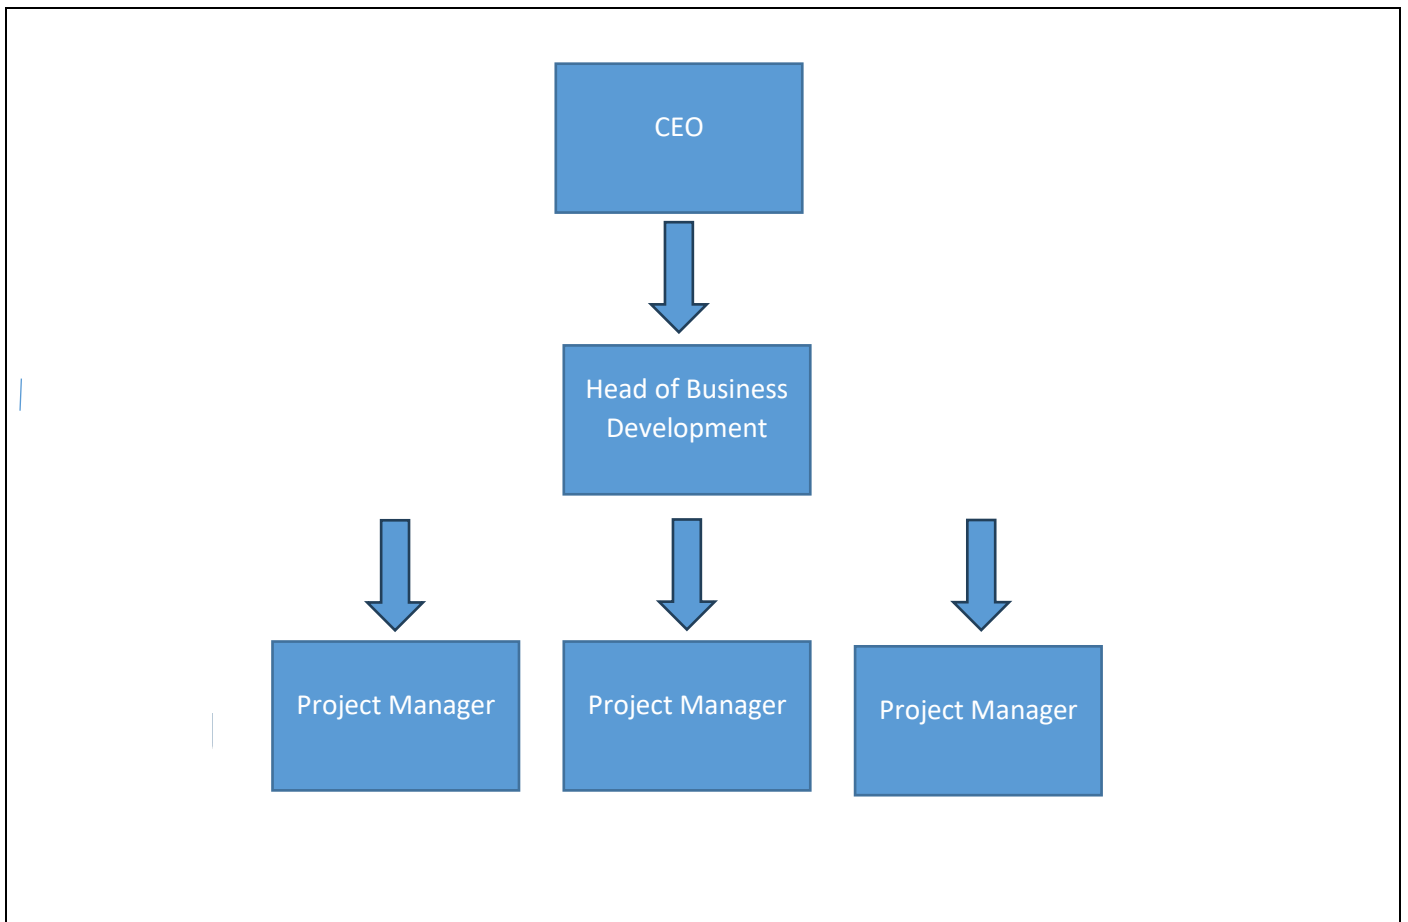 CEO
Head of Business
Development
Project Manager
Project Manager
Project Manager